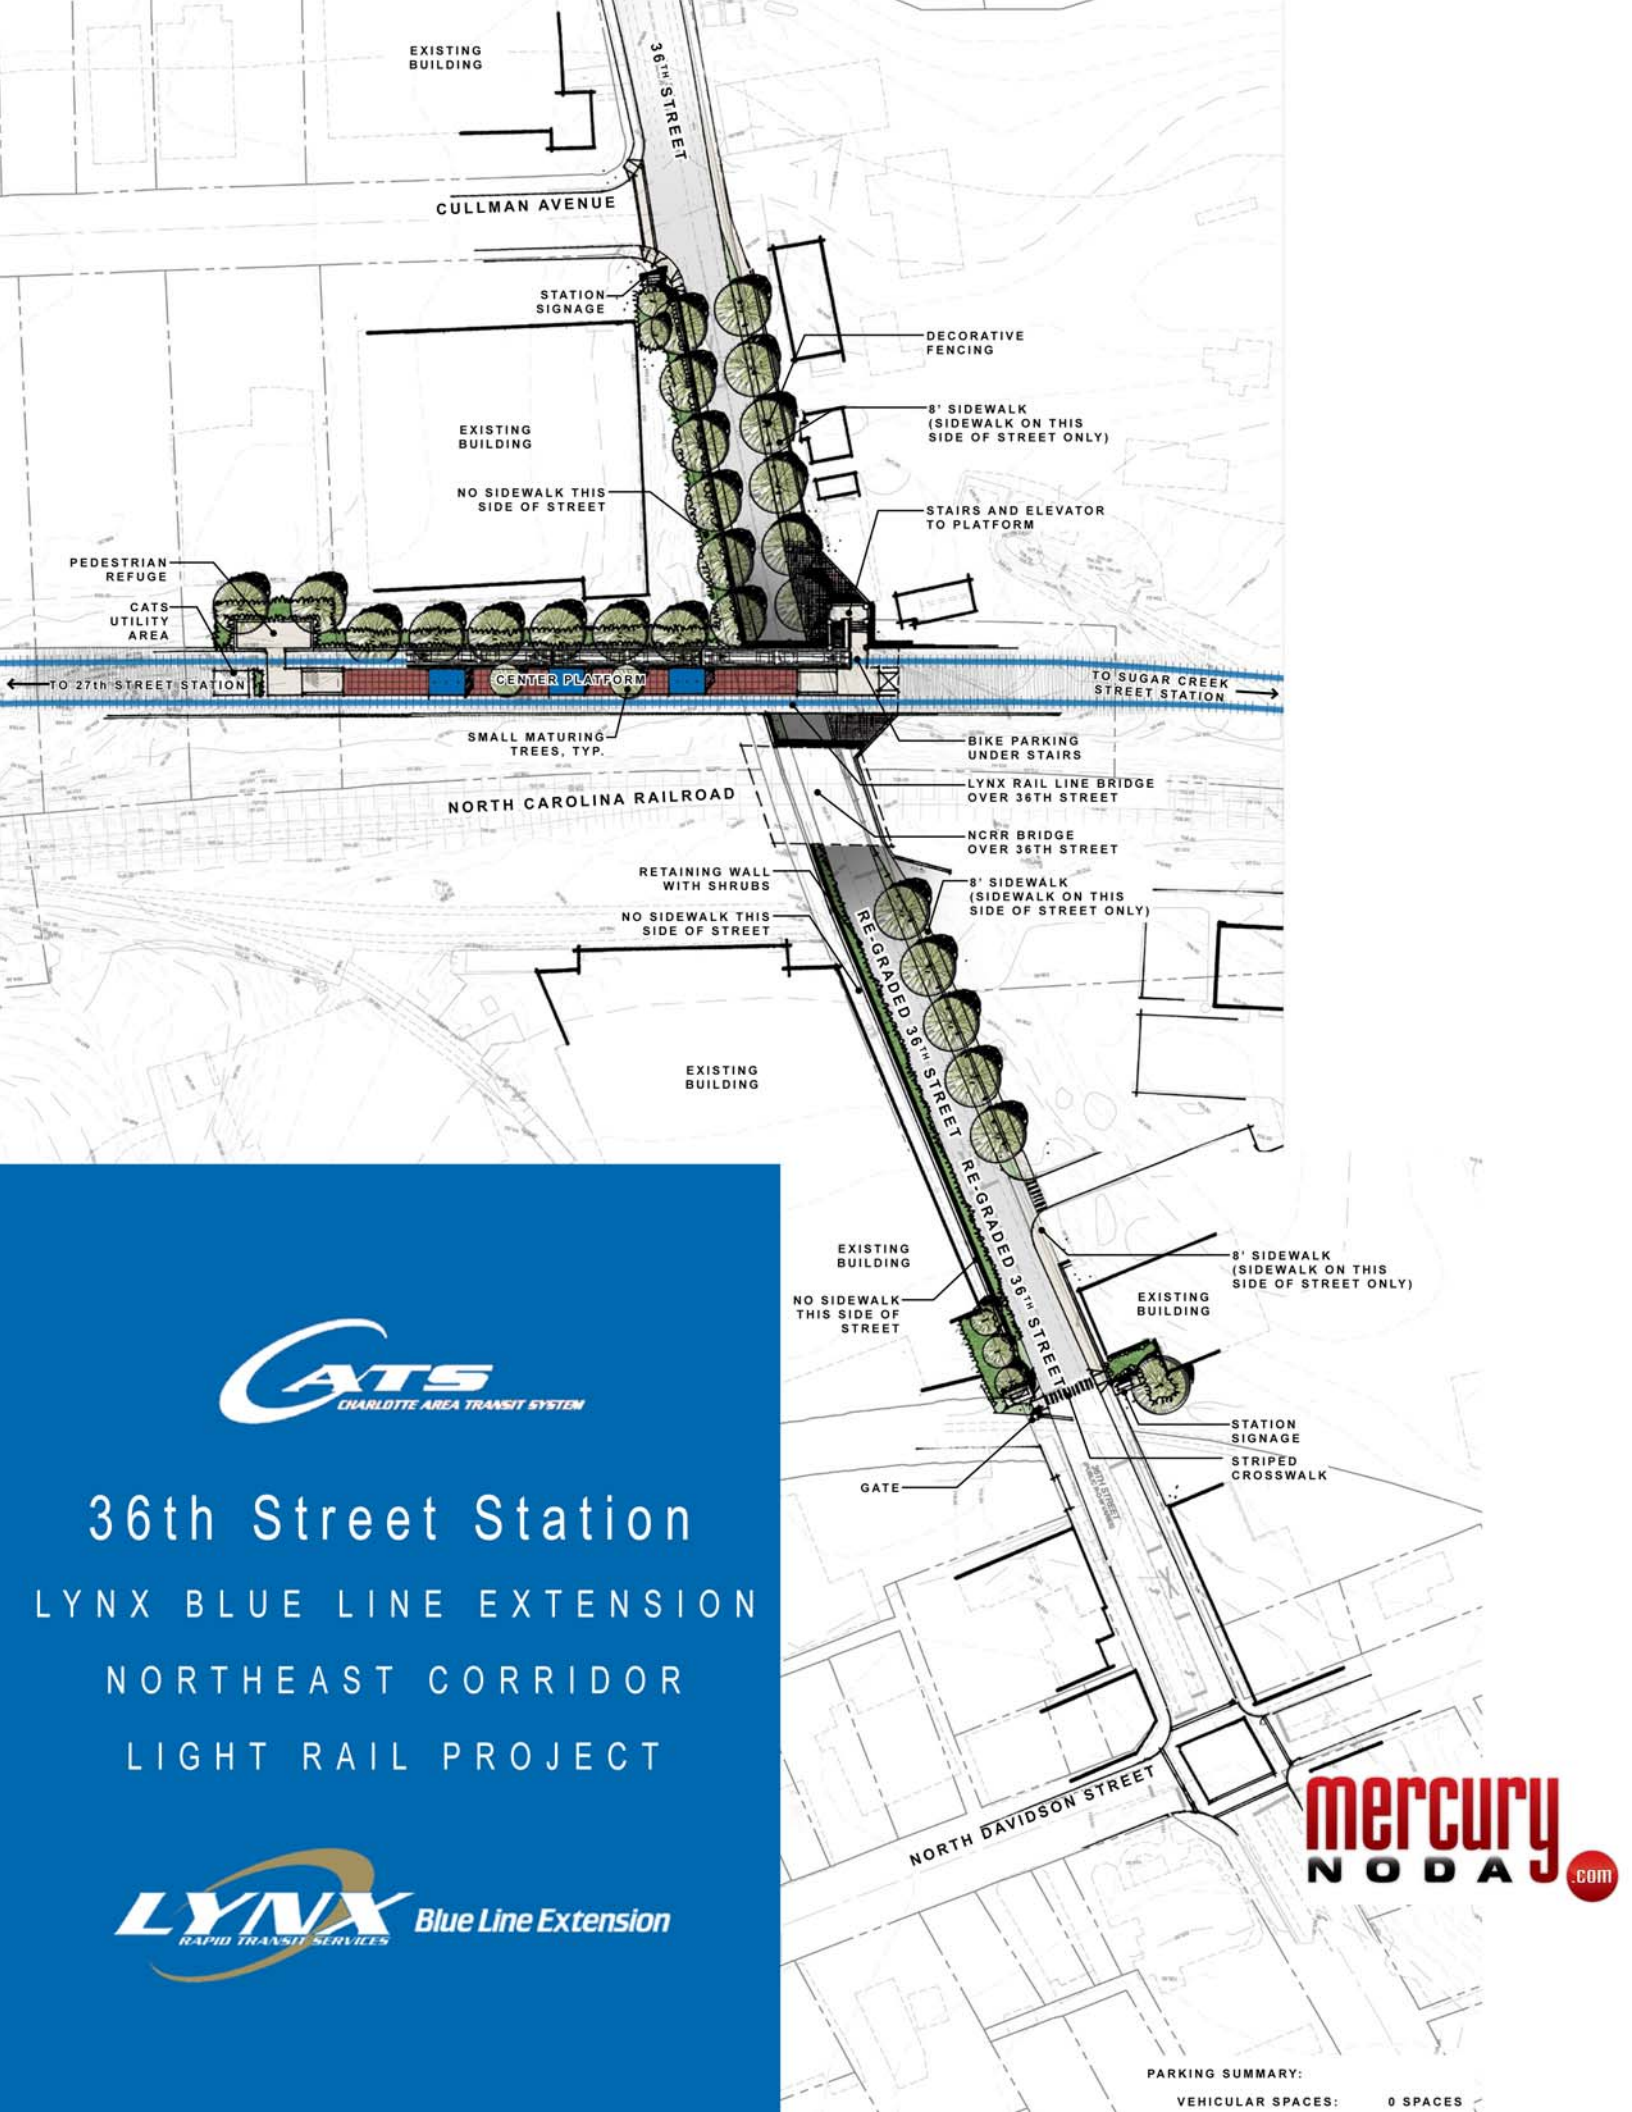 EXISTING
BUILDING
36TH STREET
CULLMAN AVENUE
STATION
SIGNAGE
DECORATIVE
FENCING
8' SIDEWALK
(SIDEWALK ON THIS
SIDE OF STREET ONLY)
EXISTING
BUILDING
NO SIDEWALK THIS
SIDE OF STREET
STAIRS AND ELEVATOR
TO PLATFORM
PEDESTRIAN
REFUGE
CATS
UTILITY
AREA
TO 27th STREET STATION
CENTER PLATFORM
TO SUGAR CREEK
STREET STATION
SMALL MATURING
TREES, TYP.
BIKE PARKING
UNDER STAIRS
LYNX RAIL LINE BRIDGE
OVER 36TH STREET
NORTH CAROLINA RAILROAD
NCRR BRIDGE
OVER 36TH STREET
RETAINING WALL
WITH SHRUBS
8' SIDEWALK
(SIDEWALK ON THIS
SIDE OF STREET ONLY)
NO SIDEWALK THIS
SIDE OF STREET
RE-GRADED 36TH STREET
EXISTING
BUILDING
RE-GRADED 36TH STREET
EXISTING
BUILDING
8' SIDEWALK
(SIDEWALK ON THIS
SIDE OF STREET ONLY)
NO SIDEWALK
THIS SIDE OF
STREET
EXISTING
BUILDING
STATION
SIGNAGE
STRIPED
CROSSWALK
GATE
36TH STREET
NORTH DAVIDSON STREET
CATS
CHARLOTTE AREA TRANSIT SYSTEM
36th Street Station
LYNX BLUE LINE EXTENSION
NORTHEAST CORRIDOR
LIGHT RAIL PROJECT
LYNX Blue Line Extension
RAPID TRANSIT SERVICES
mercury
NODA
.com
PARKING SUMMARY:
VEHICULAR SPACES: 0 SPACES